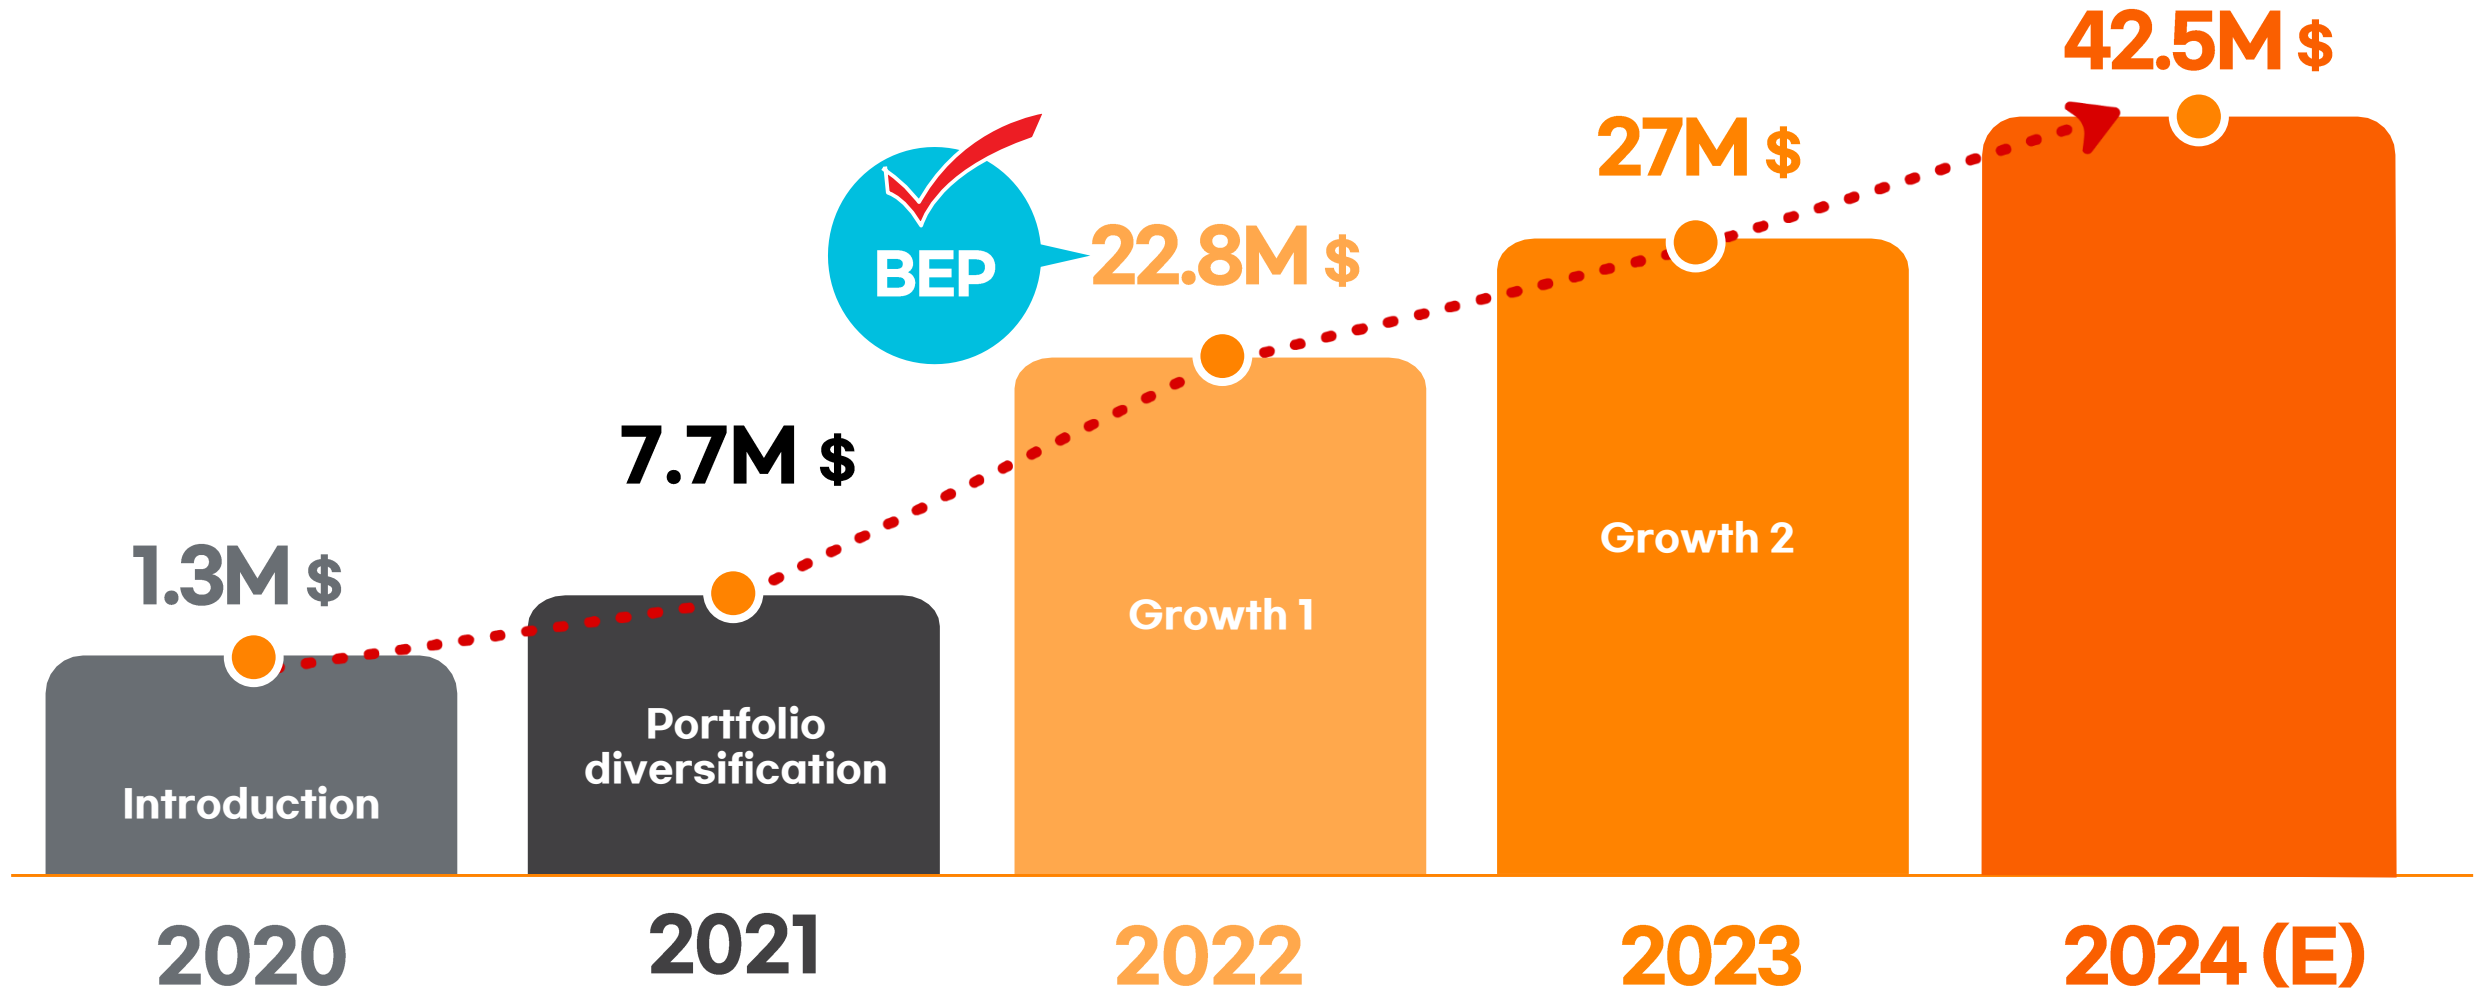 42.5M $
27M $
BEP
22.8M $
7.7M $
1.3M $
Growth 2
Growth 1
Portfolio
diversification
Introduction
2020
2021
2022
2023
2024 (E)